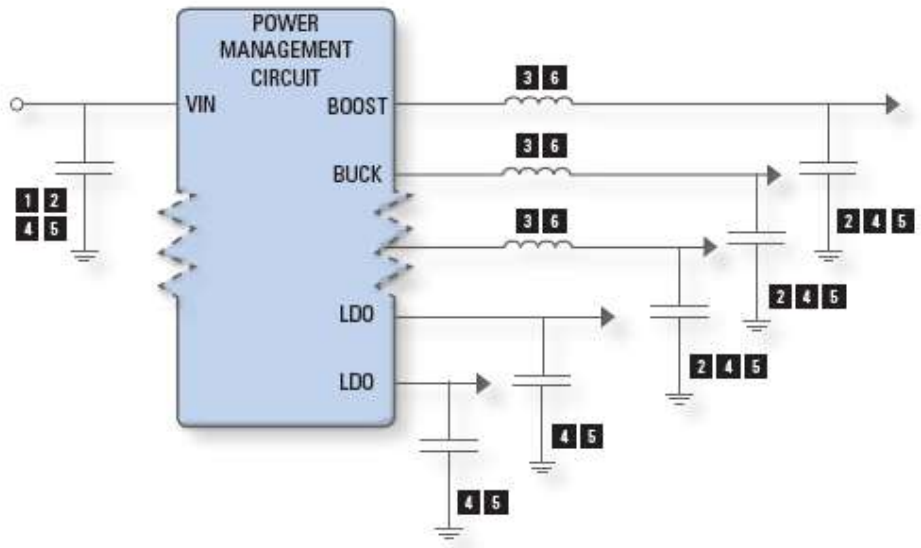 POWER
MANAGEMENT
CIRCUIT
3 6
VIN
BOOST
3 6
BUCK
1 2
4 5
3 6
2 4 5
2 4 5
LDO
2 4 5
LDO
4 5
4 5